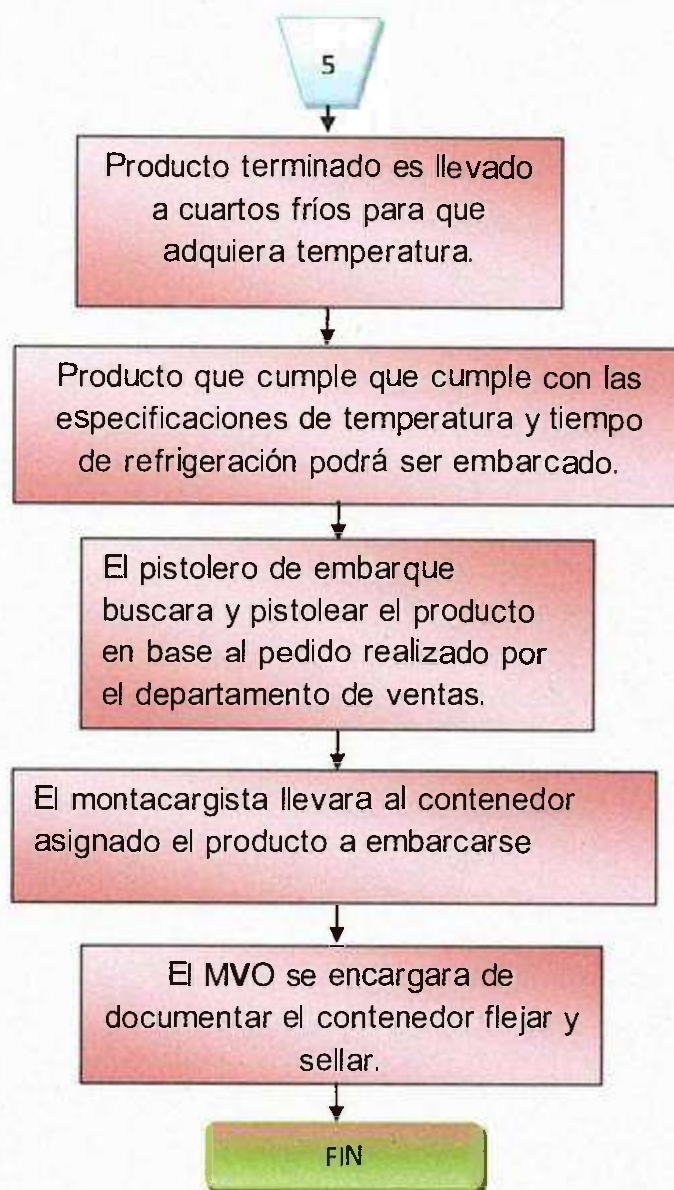 5
Producto terminado es llevado
a cuartos fríos para que
adquiera temperatura.
Producto que cumple que cumple con las
especificaciones de temperatura y tiempo
de refrigeración podrá ser embarcado.
El pistolero de embarque
buscara y pistolear el producto
en base al pedido realizado por
el departamento de ventas.
El montacargista llevara al contenedor
asignado el producto a embarcarse
El MVO se encargara de
documentar el contenedor flejar y
sellar.
FIN